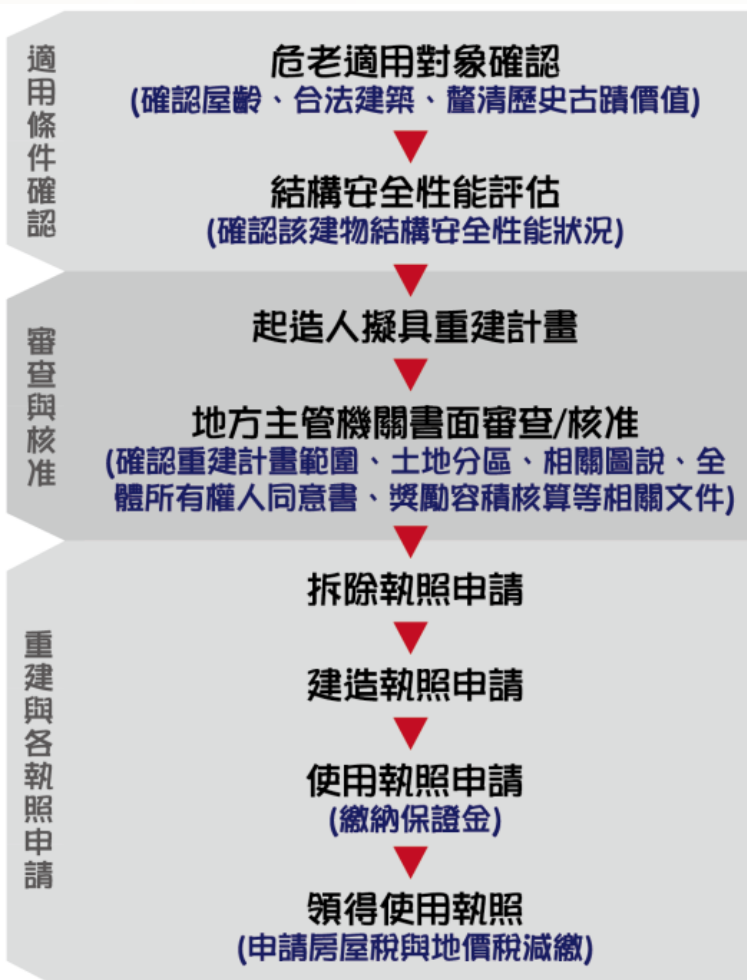 適用條件確認
危老適用對象確認
(確認屋齡、合法建築、釐清歷史古蹟價值)
結構安全性能評估
(確認該建物結構安全性能狀況)
審查與核准
起造人擬具重建計畫
地方主管機關書面審查/核准
(確認重建計畫範圍、土地分區、相關圖說、全
體所有權人同意書、獎勵容積核算等相關文件)
重建與各執照申請
拆除執照申請
建造執照申請
使用執照申請
(繳納保證金)
領得使用執照
(申請房屋稅與地價稅減繳)